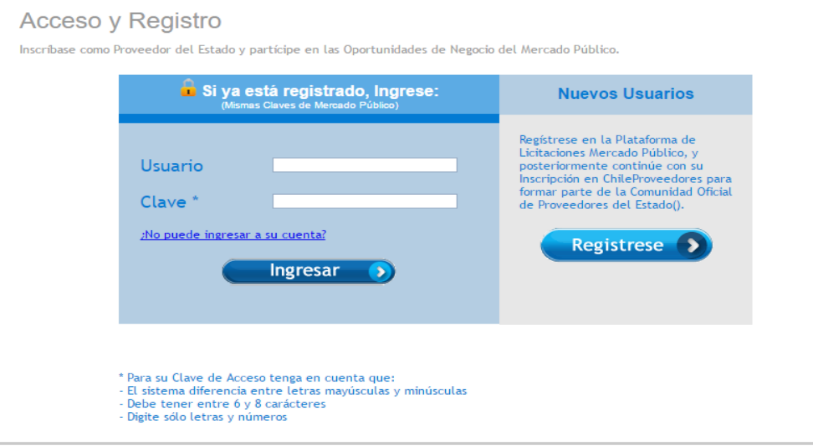 Acceso y Registro
Inscríbase como Proveedor del Estado y participe en las Oportunidades de Negocio del Mercado Público.
Si ya está registrado, Ingrese:
(Mismas Claves de Mercado Público)
Usuario
Clave *
¿No puede ingresar a su cuenta?
Ingresar
Nuevos Usuarios
Regístrese en la Plataforma de
Licitaciones Mercado Público, y
posteriormente continúe con su
Inscripción en ChileProveedores para
formar parte de la Comunidad Oficial
de Proveedores del Estado().
Registrese
* Para su Clave de Acceso tenga en cuenta que:
- El sistema diferencia entre letras mayúsculas y minúsculas
- Debe tener entre 6 y 8 carácteres
- Digite sólo letras y números